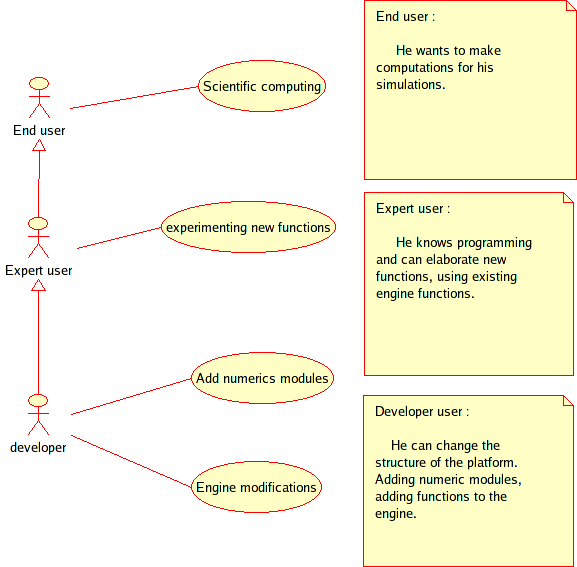 End user :
He wants to make
computations for his
simulations.
Scientific computing
End user
Expert user :
He knows programming
and can elaborate new
functions, using existing
engine functions.
experimenting new functions
Expert user
Add numerics modules
developer
Engine modifications
Developer user :
He can change the
structure of the platform.
Adding numeric modules,
adding functions to the
engine.